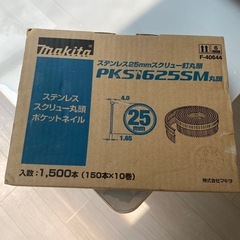 makita
ステンレス25mmスクリュー釘丸頭
PKS625SM丸頭
F-40644
ステンレス
スクリュー丸頭
ポケットネイル
4.0
25
mm
1.65
入数：1,500本（150本×10巻）
株式会社マキタ